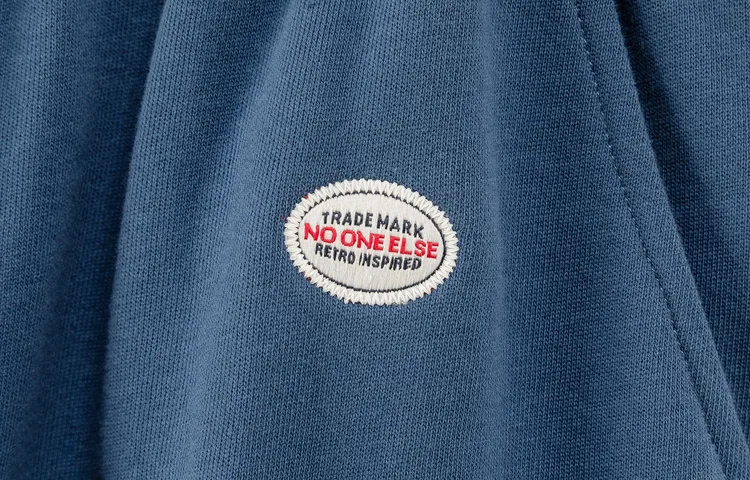 TRADE MARK
NO ONE ELSE
RETRO INSPIRED